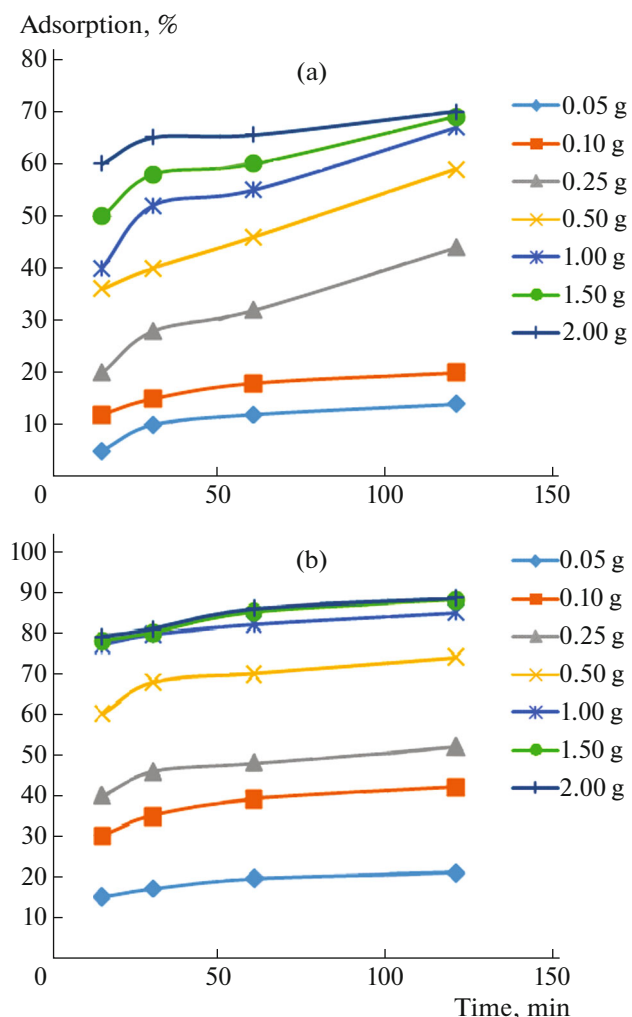 Adsorption, %
80
(a)
70
60
50
40
30
20
10
0
50
100
150
0.05 g
0.10 g
0.25 g
0.50 g
1.00 g
1.50 g
2.00 g
100
(b)
90
80
70
60
50
40
30
20
10
0
50
100
150
Time, min
0.05 g
0.10 g
0.25 g
0.50 g
1.00 g
1.50 g
2.00 g